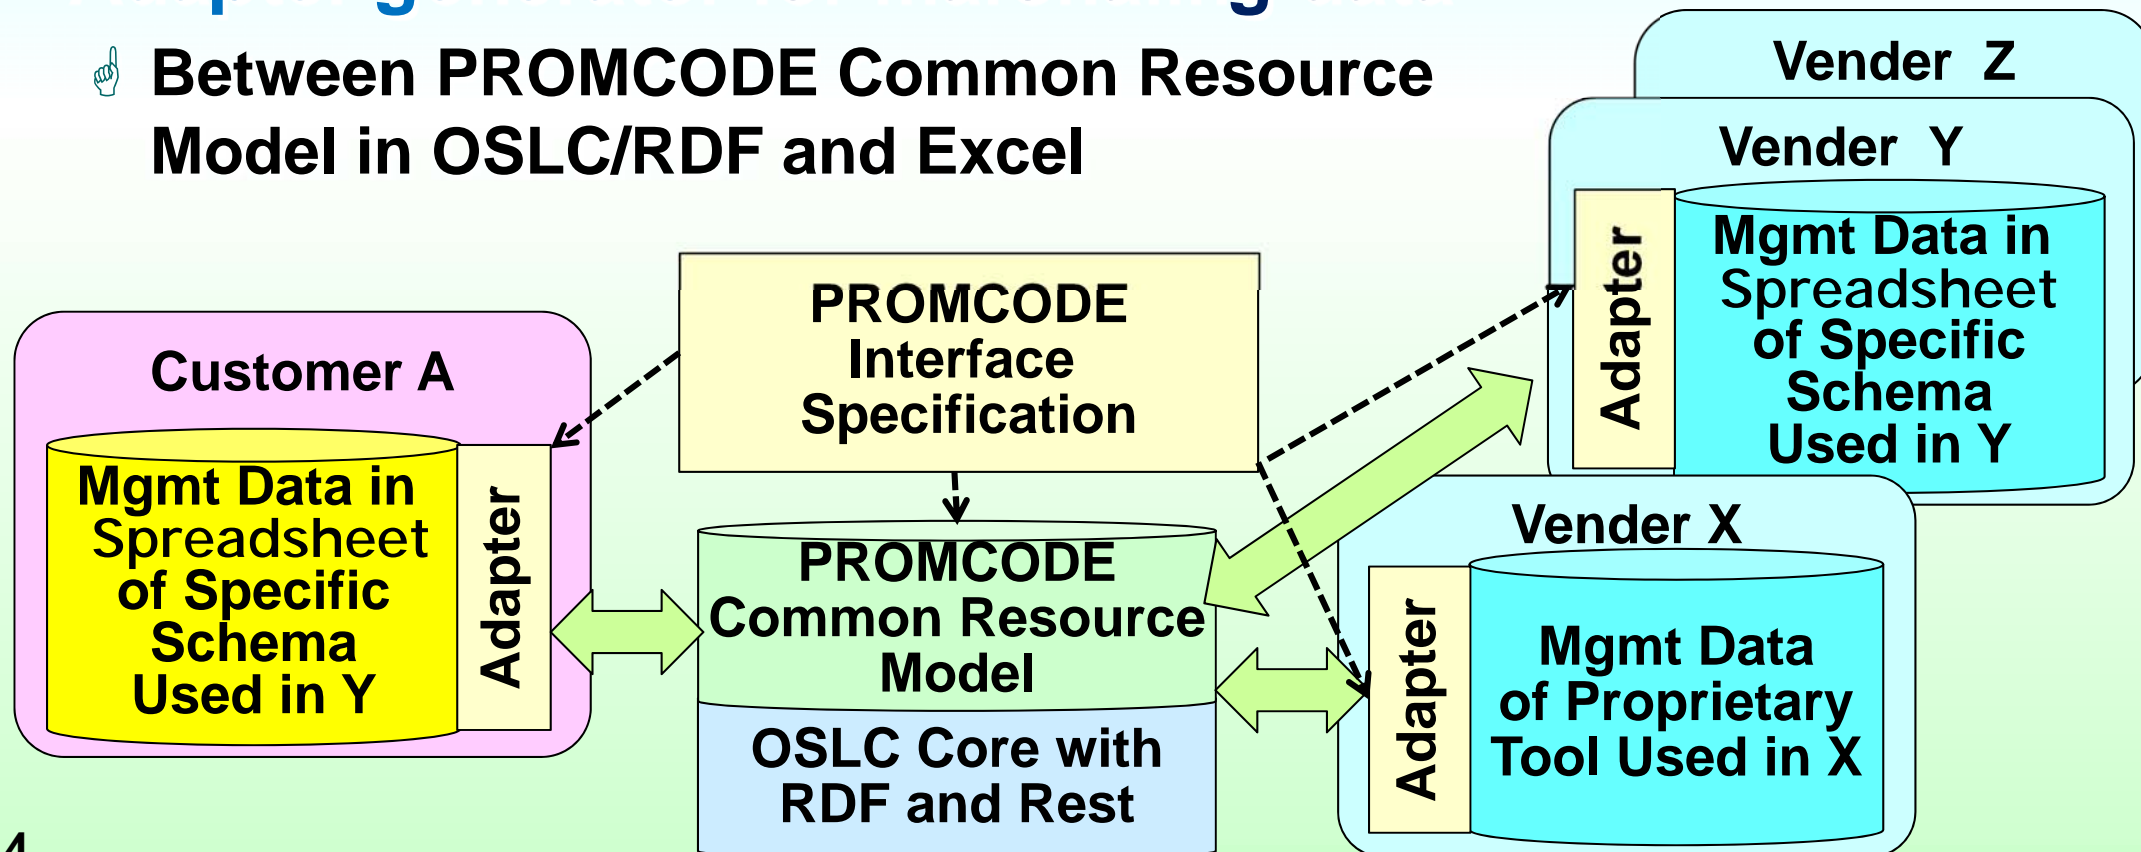 Between PROMCODE Common Resource
Model in OSLC/RDF and Excel
Vender Z
Vender Y
Adapter
Mgmt Data in
Spreadsheet
of Specific
Schema
Used in Y
PROMCODE
Interface
Specification
Customer A
Mgmt Data in
Spreadsheet
of Specific
Schema
Used in Y
Adapter
PROMCODE
Common Resource
Model
OSLC Core with
RDF and Rest
Vender X
Adapter
Mgmt Data
of Proprietary
Tool Used in X